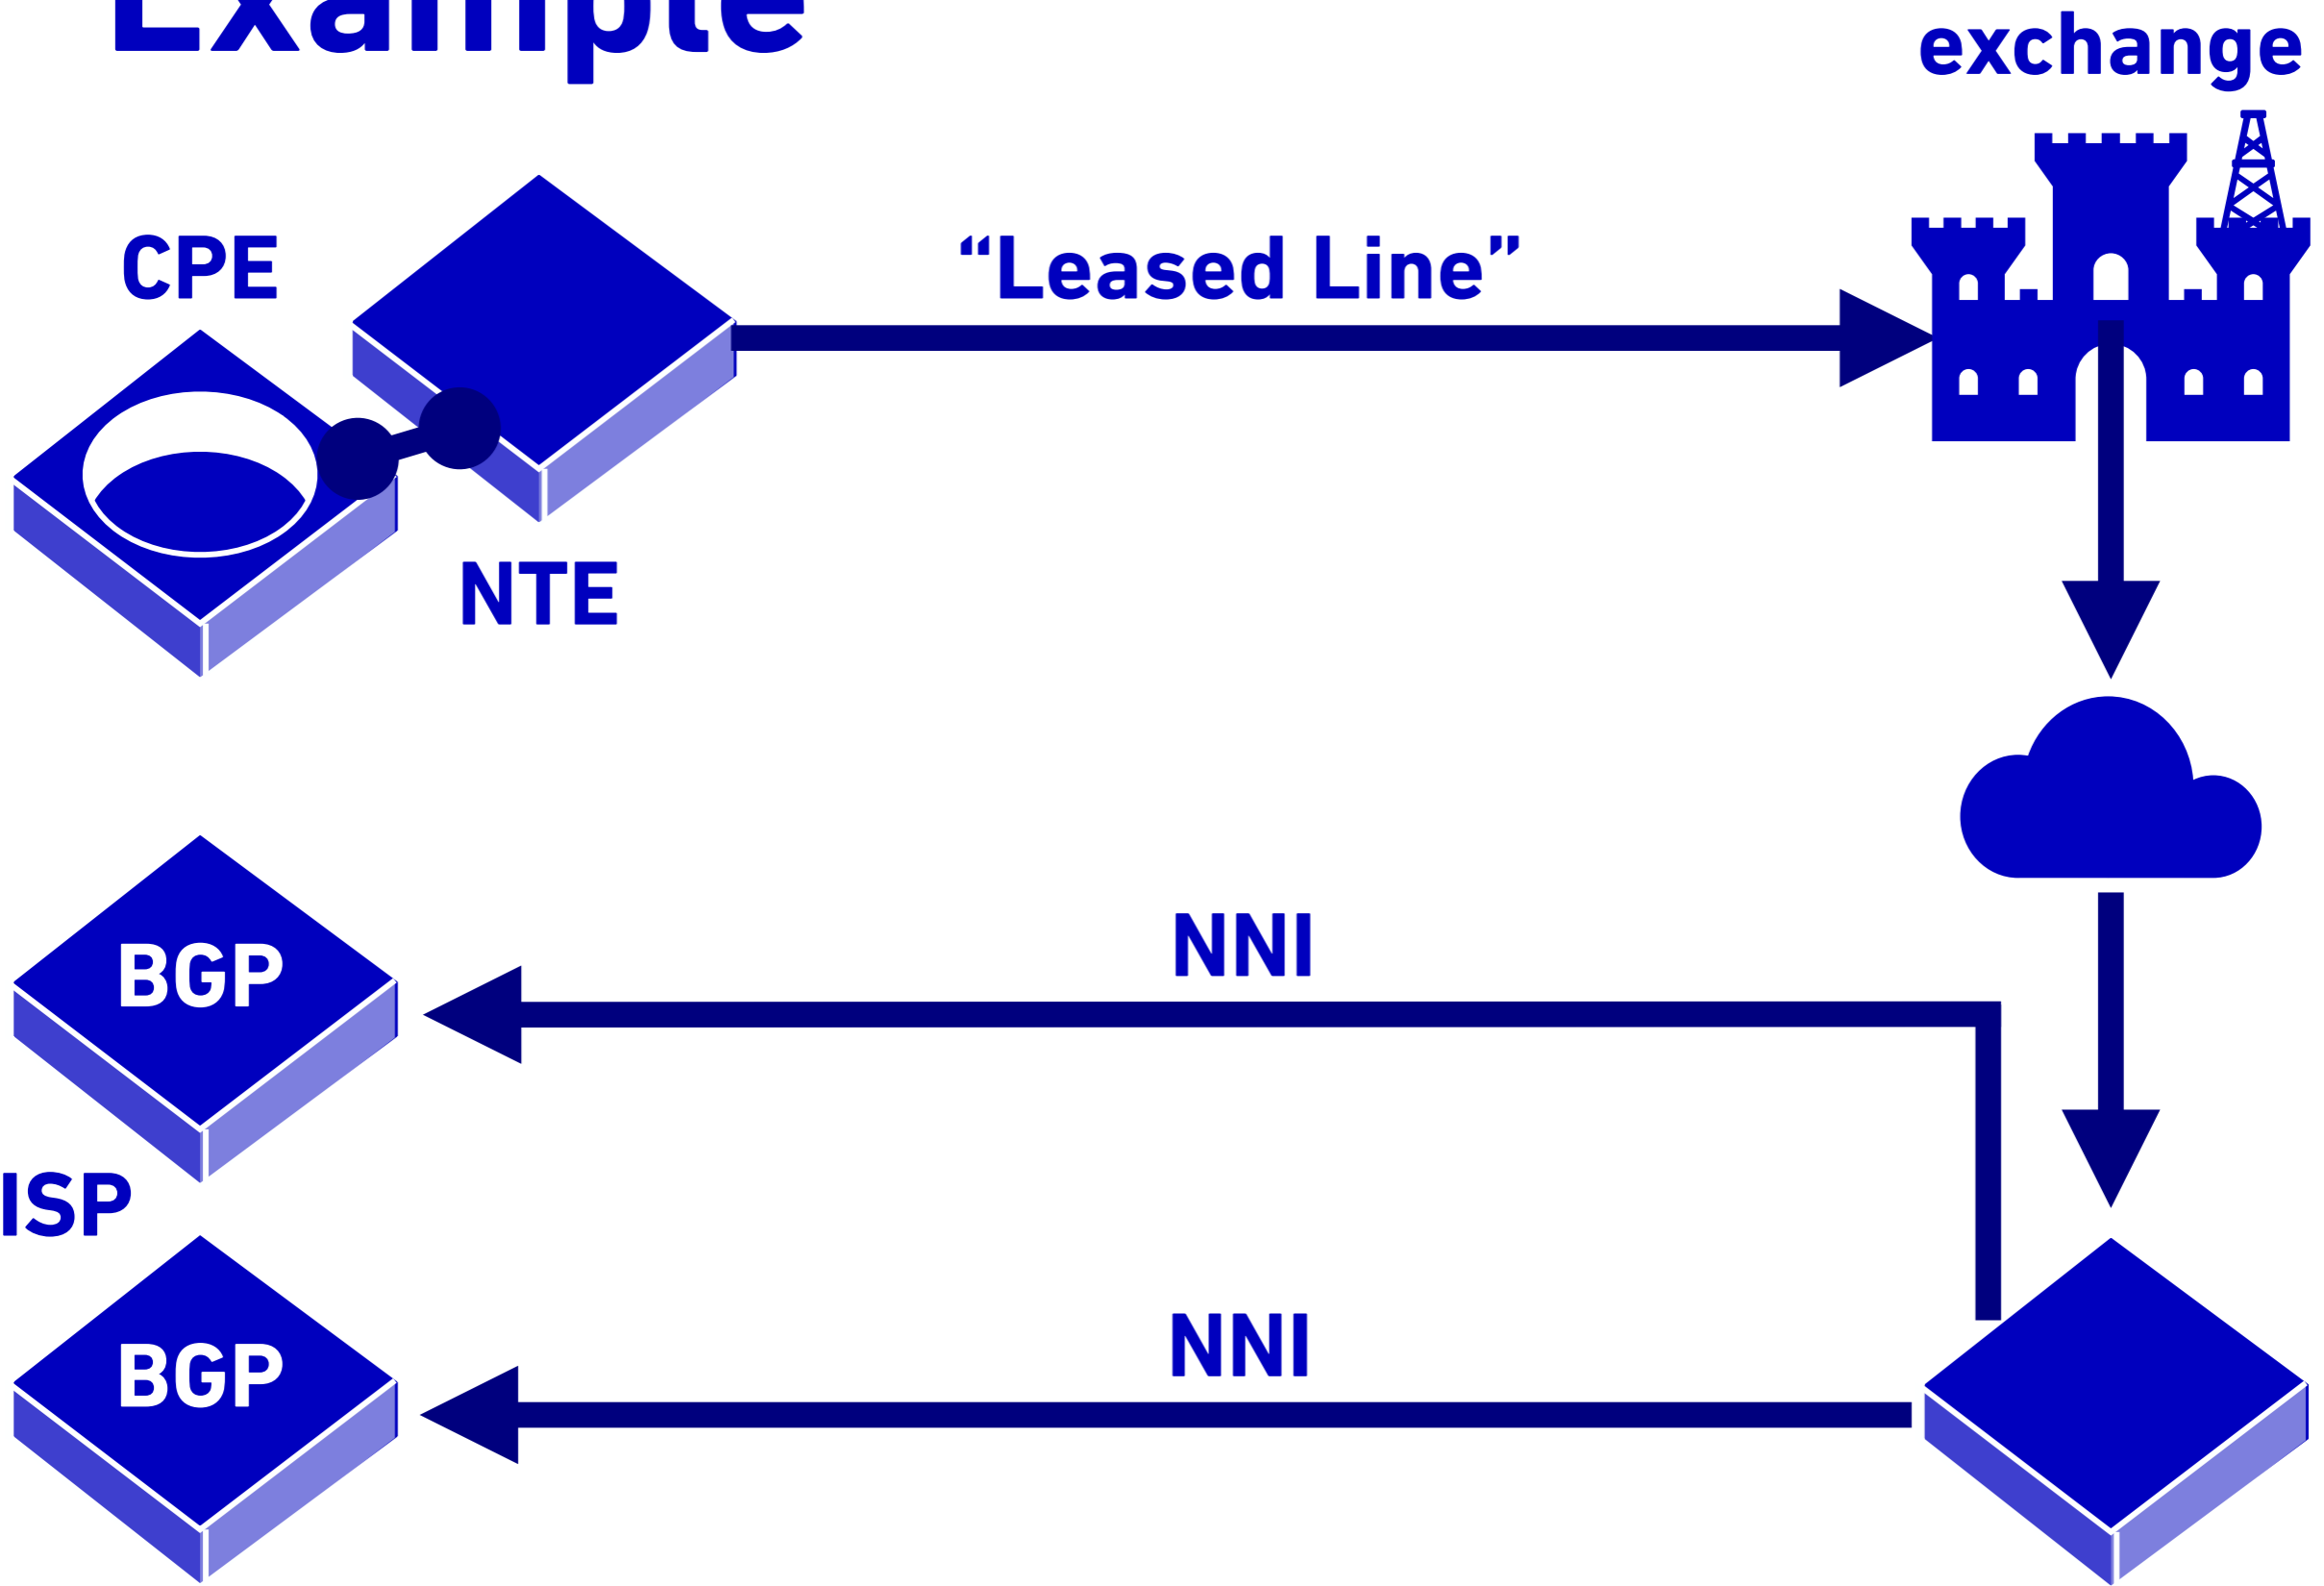 Example
exchange
CPE
“Leased Line”
NTE
BGP
NNI
ISP
BGP
NNI